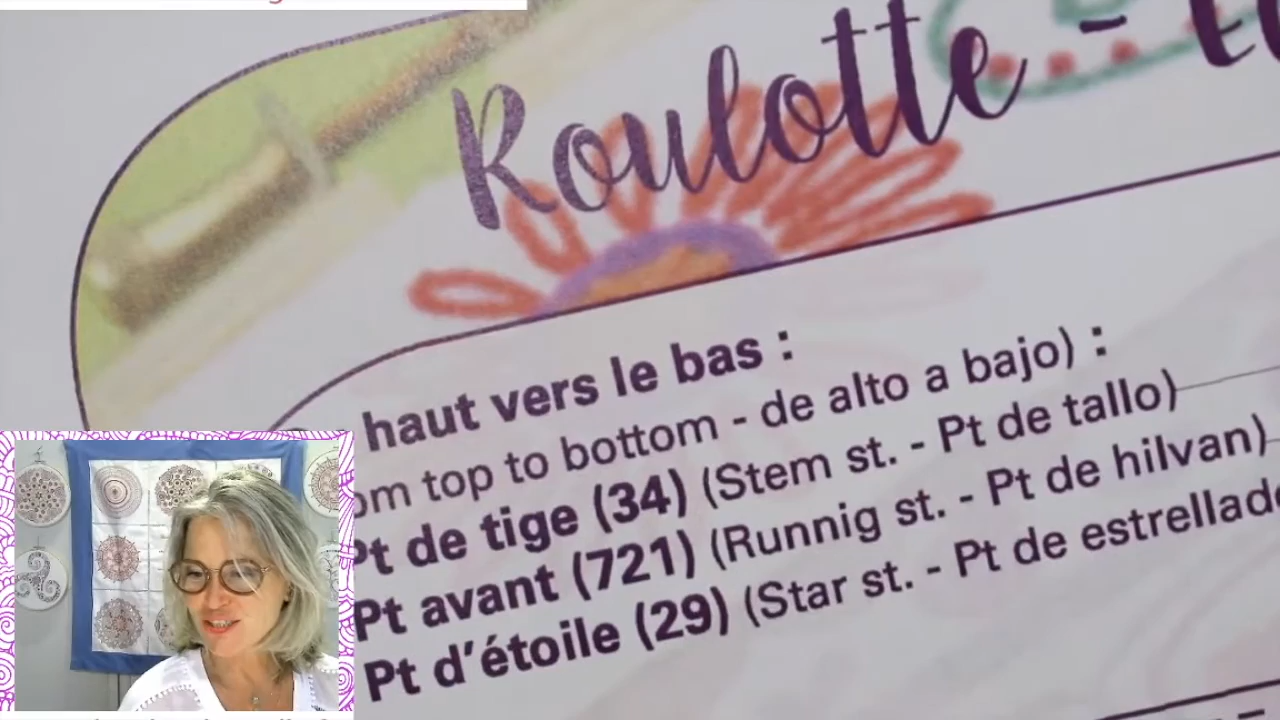 Roulotte -
haut vers le bas :
om top to bottom - de alto a bajo) :
Pt de tige (34) (Stem st. - Pt de tallo)
Pt avant (721) (Runnig st. - Pt de hilvan)
Pt d'étoile (29) (Star st. - Pt de estrellad